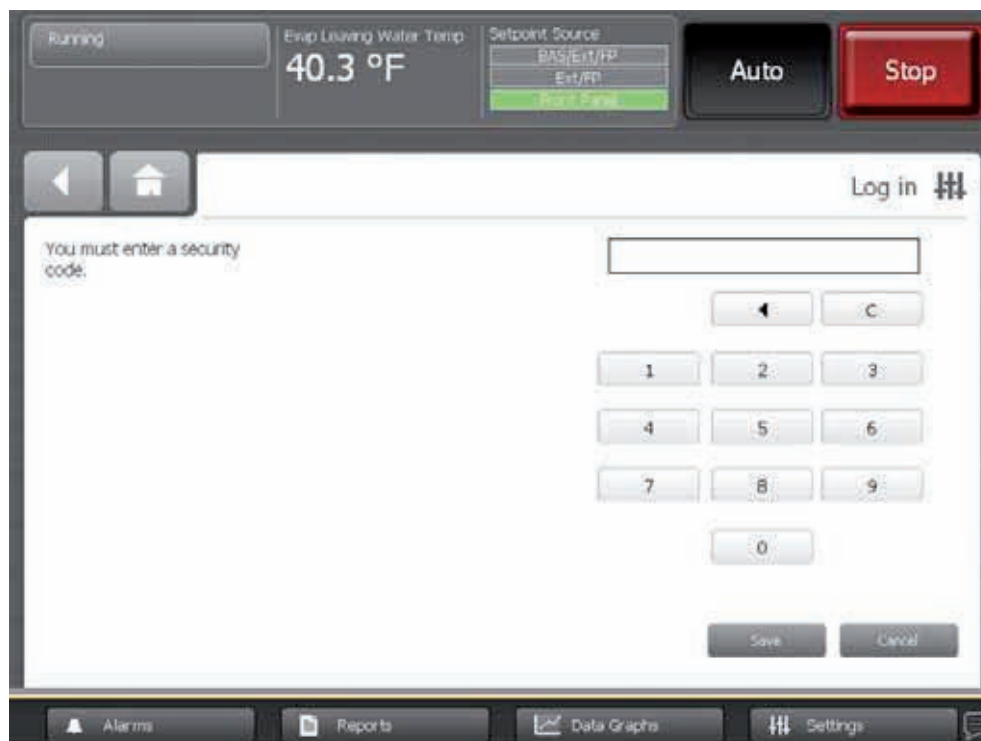 Running
Evap Leaving Water Temp
40.3 °F
Setpoint Source
BAS/Ext/FP
Ext/FP
Front Panel
Auto
Stop
Log in
You must enter a security
code.
C
1 2 3
4 5 6
7 8 9
0
Save Cancel
Alarms Reports Data Graphs Settings